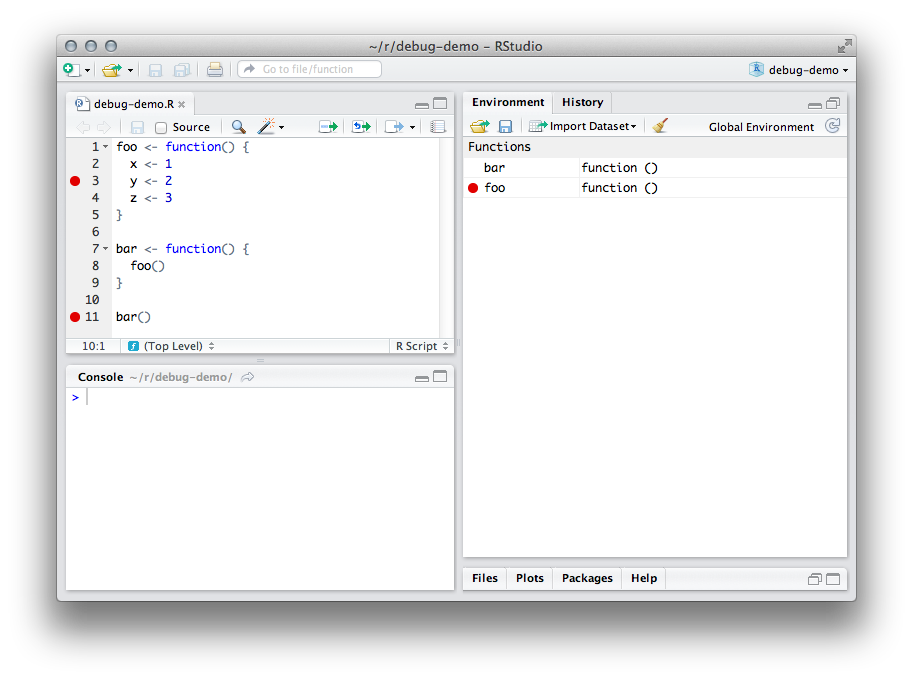 ~/r/debug-demo – RStudio
Go to file/function
debug-demo
debug-demo.R
Source
1 foo <- function() {
2 x <- 1
3 y <- 2
4 z <- 3
5 }
6
7 bar <- function() {
8 foo()
9 }
10
11 bar()
10:1 (Top Level) R Script
Console ~/r/debug-demo/
>
Environment History
Import Dataset Global Environment
Functions
bar function ()
foo function ()
Files Plots Packages Help